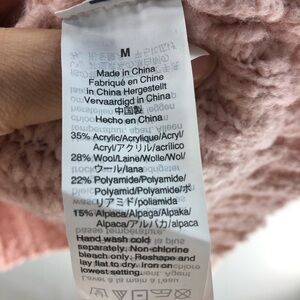 M
Made in China
Fabriqué en Chine
in China Hergestellt
Vervaardigd in China
中国製
Hecho en China
35% Acrylic/Acrylique/Acryl/
Acryl/アクリル/acrílico
28% Wool/Laine/Wolle/Wol/
ウール/lana
22% Polyamide/Polyamide/
Polyamid/Polyamide/ポ
リアミド/poliamida
15% Alpaca/Alpaga/Alpaka/
Alpaca/アルパカ/alpaca
Hand wash cold
separately. Non-chlorine
bleach only. Reshape and
lay flat to dry. Iron on
lowest setting.